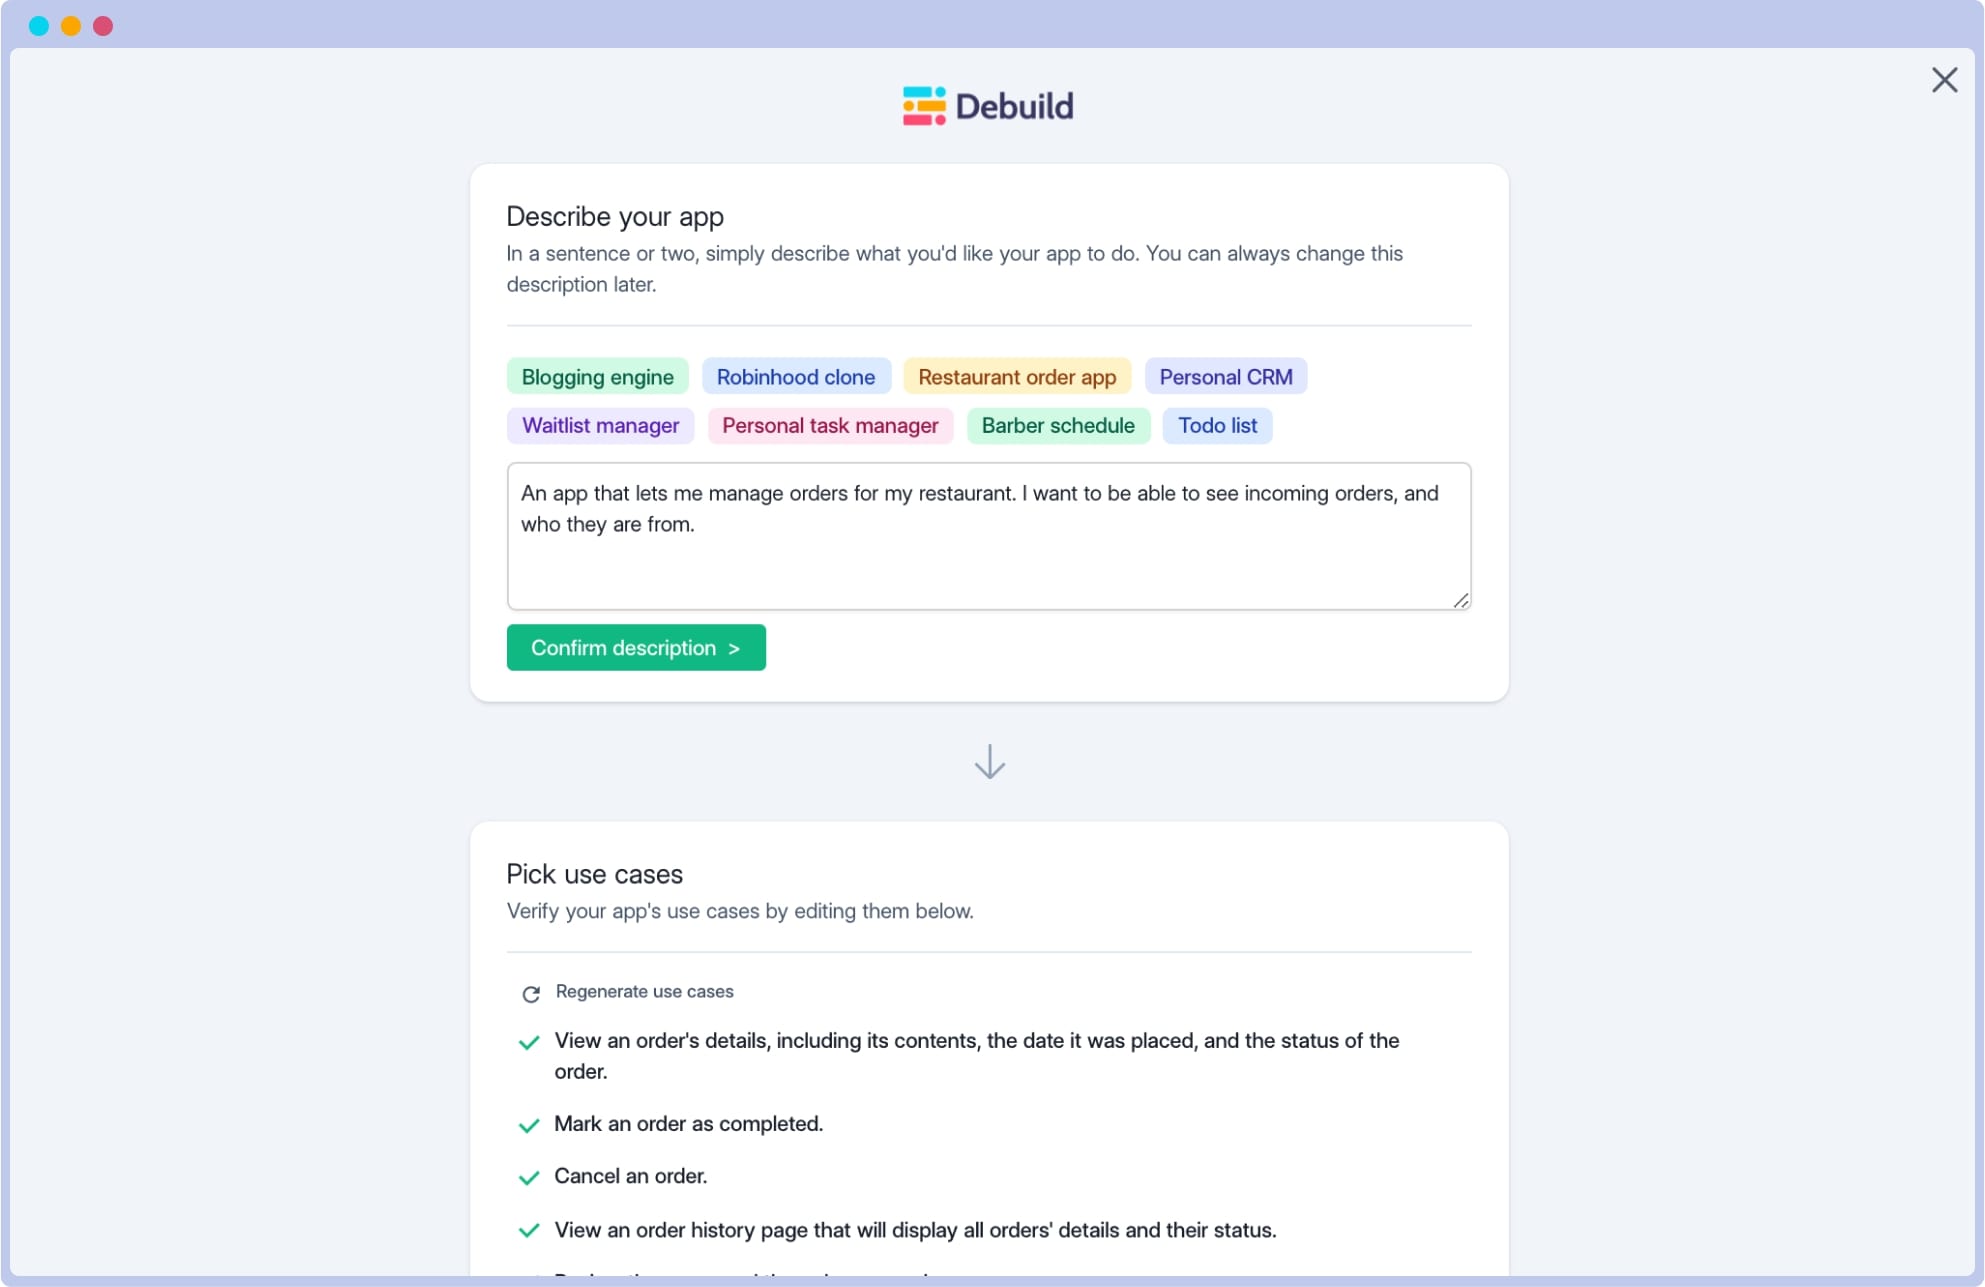 Debuild
Describe your app
In a sentence or two, simply describe what you'd like your app to do. You can always change this
description later.
Blogging engine Robinhood clone Restaurant order app Personal CRM
Waitlist manager Personal task manager Barber schedule Todo list
An app that lets me manage orders for my restaurant. I want to be able to see incoming orders, and
who they are from.
Confirm description >
Pick use cases
Verify your app's use cases by editing them below.
Regenerate use cases
View an order's details, including its contents, the date it was placed, and the status of the
order.
Mark an order as completed.
Cancel an order.
View an order history page that will display all orders' details and their status.